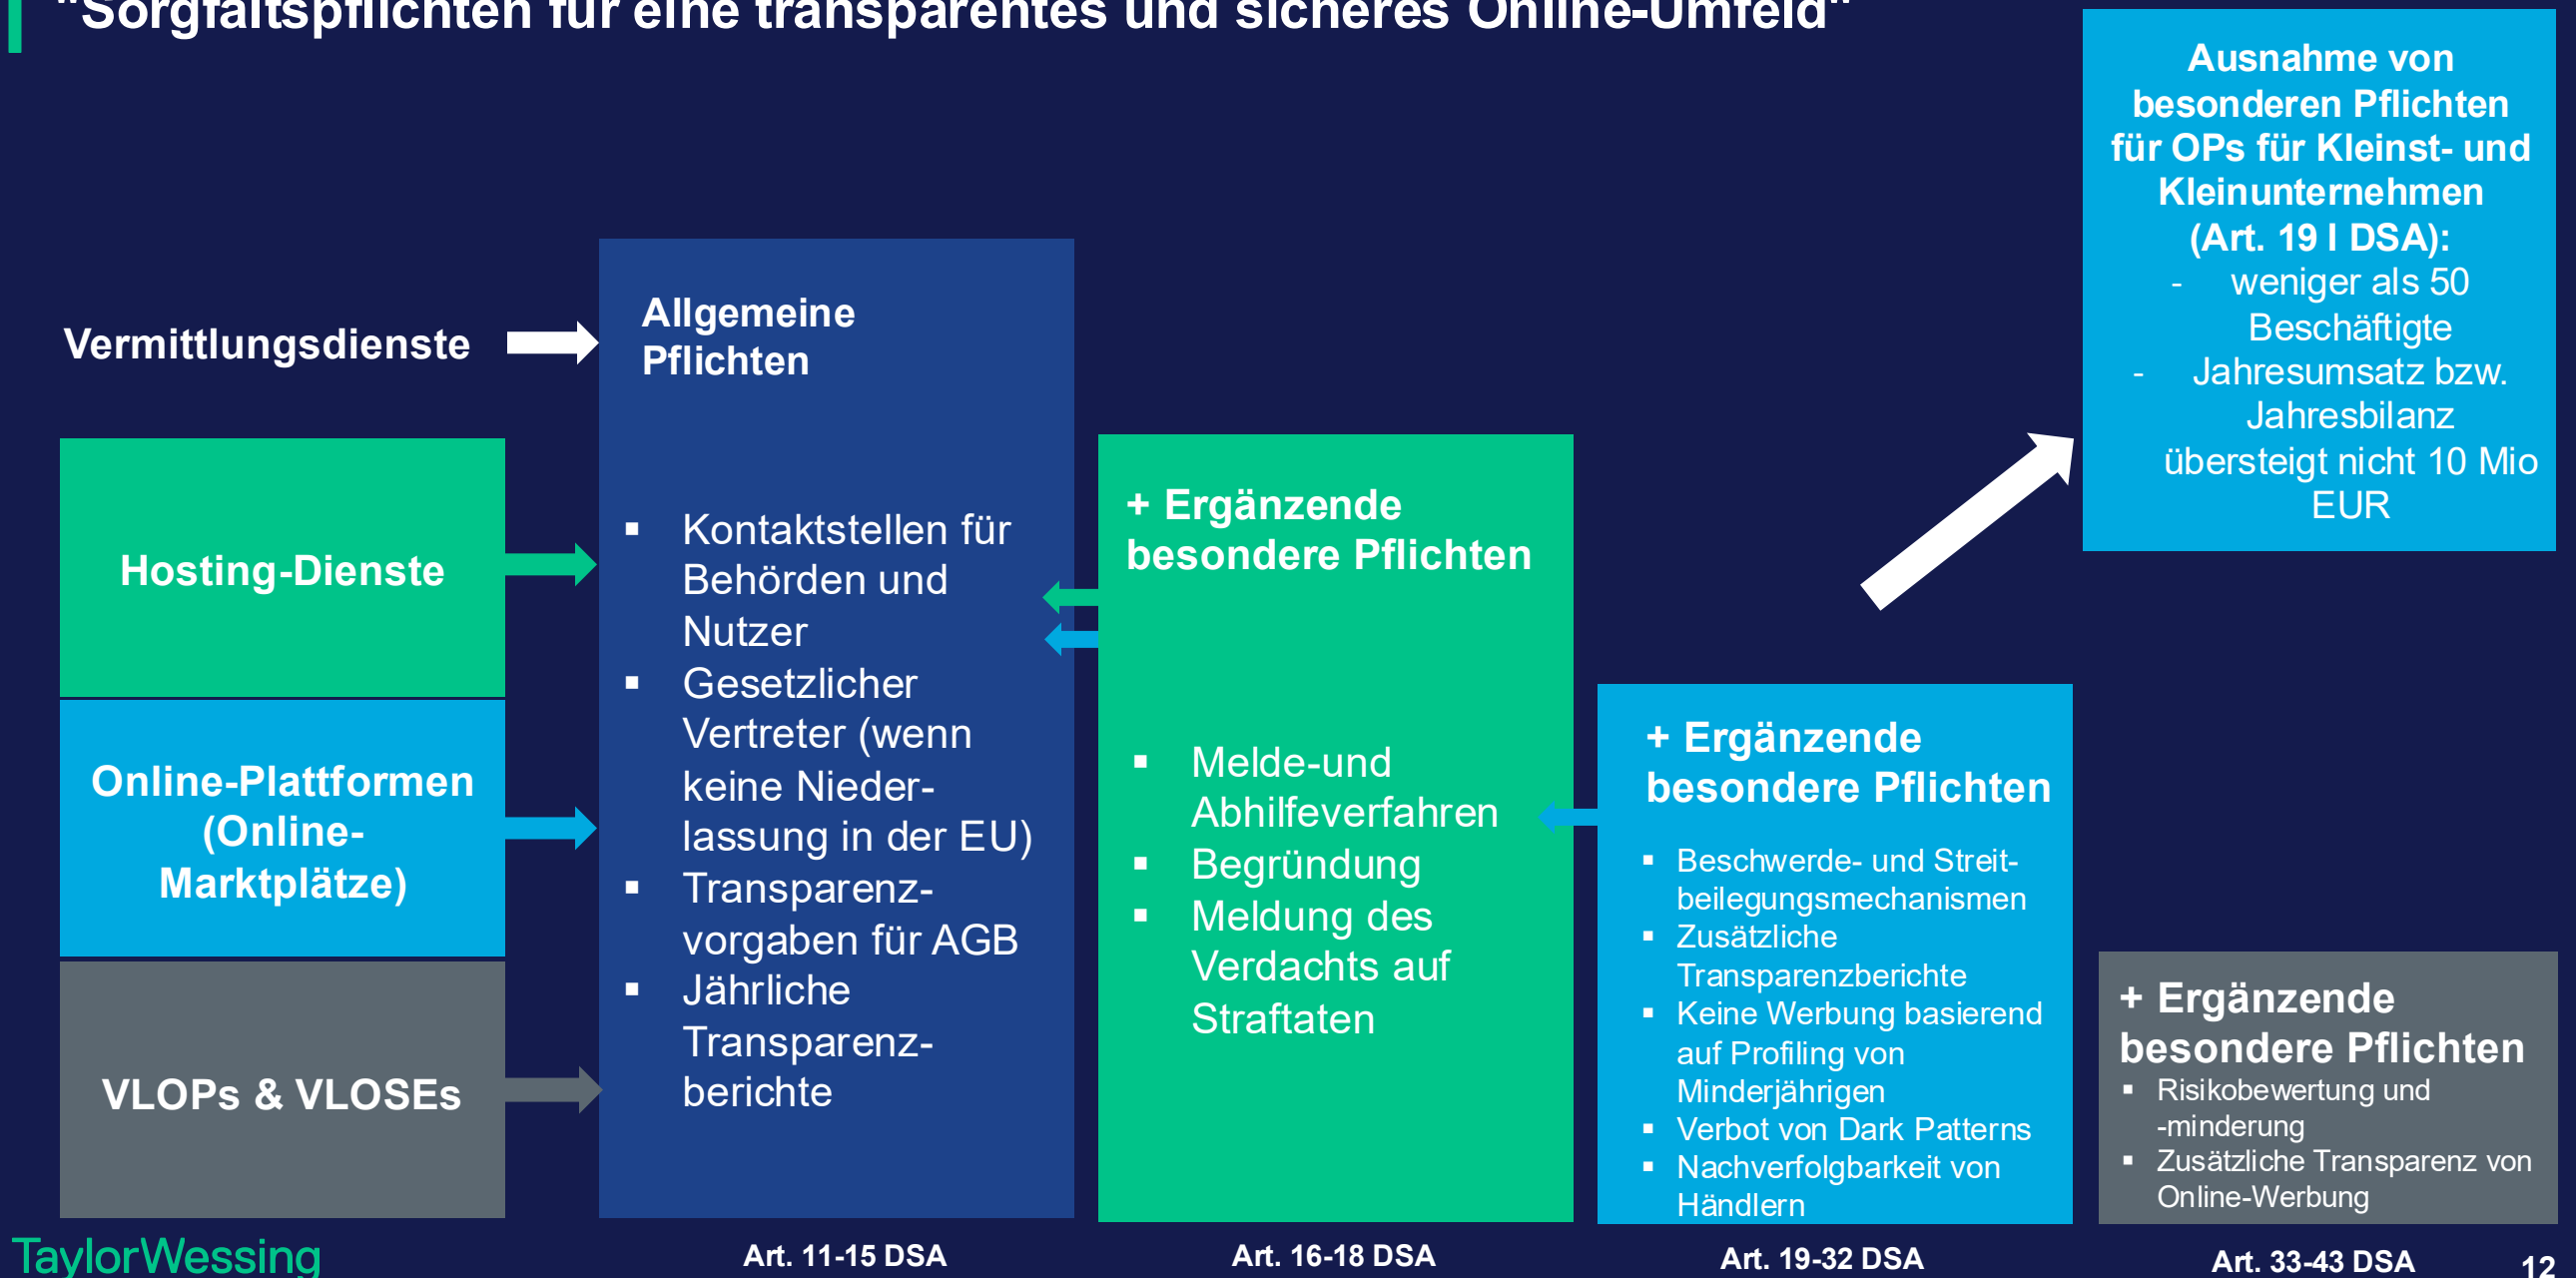 "Sorgfaltspflichten für eine transparentes und sicheres Online-Umfeld"
Ausnahme von
besonderen Pflichten
für OPs für Kleinst- und
Kleinunternehmen
(Art. 19 I DSA):
- weniger als 50
Beschäftigte
- Jahresumsatz bzw.
Jahresbilanz
übersteigt nicht 10 Mio
EUR
Vermittlungsdienste
Hosting-Dienste
Online-Plattformen
(Online-
Marktplätze)
VLOPs & VLOSEs
Allgemeine
Pflichten
▪ Kontaktstellen für
Behörden und
Nutzer
▪ Gesetzlicher
Vertreter (wenn
keine Nieder-
lassung in der EU)
▪ Transparenz-
vorgaben für AGB
▪ Jährliche
Transparenz-
berichte
+ Ergänzende
besondere Pflichten
▪ Melde-und
Abhilfeverfahren
▪ Begründung
▪ Meldung des
Verdachts auf
Straftaten
+ Ergänzende
besondere Pflichten
▪ Beschwerde- und Streit-
beilegungsmechanismen
▪ Zusätzliche
Transparenzberichte
▪ Keine Werbung basierend
auf Profiling von
Minderjährigen
▪ Verbot von Dark Patterns
▪ Nachverfolgbarkeit von
Händlern
+ Ergänzende
besondere Pflichten
▪ Risikobewertung und
-minderung
▪ Zusätzliche Transparenz von
Online-Werbung
TaylorWessing
Art. 11-15 DSA
Art. 16-18 DSA
Art. 19-32 DSA
Art. 33-43 DSA
12